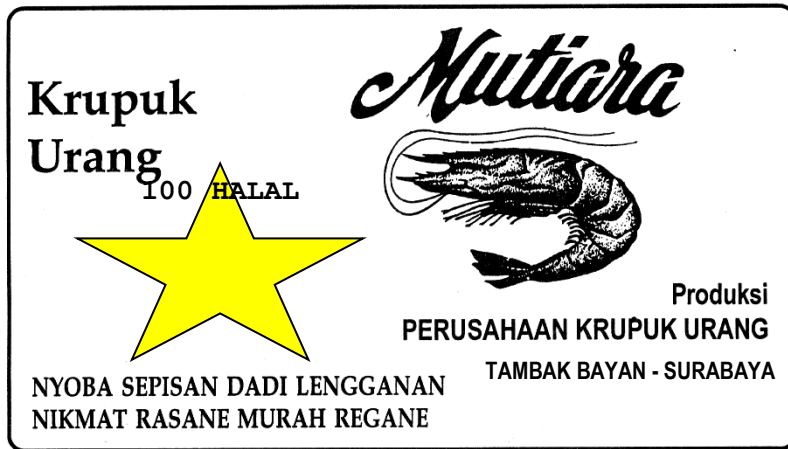 Krupuk
Urang
100 HALAL
Mutiara
Produksi
PERUSAHAAN KRUPUK URANG
TAMBAK BAYAN - SURABAYA
NYOBA SEPISAN DADI LENGGANAN
NIKMAT RASANE MURAH REGANE